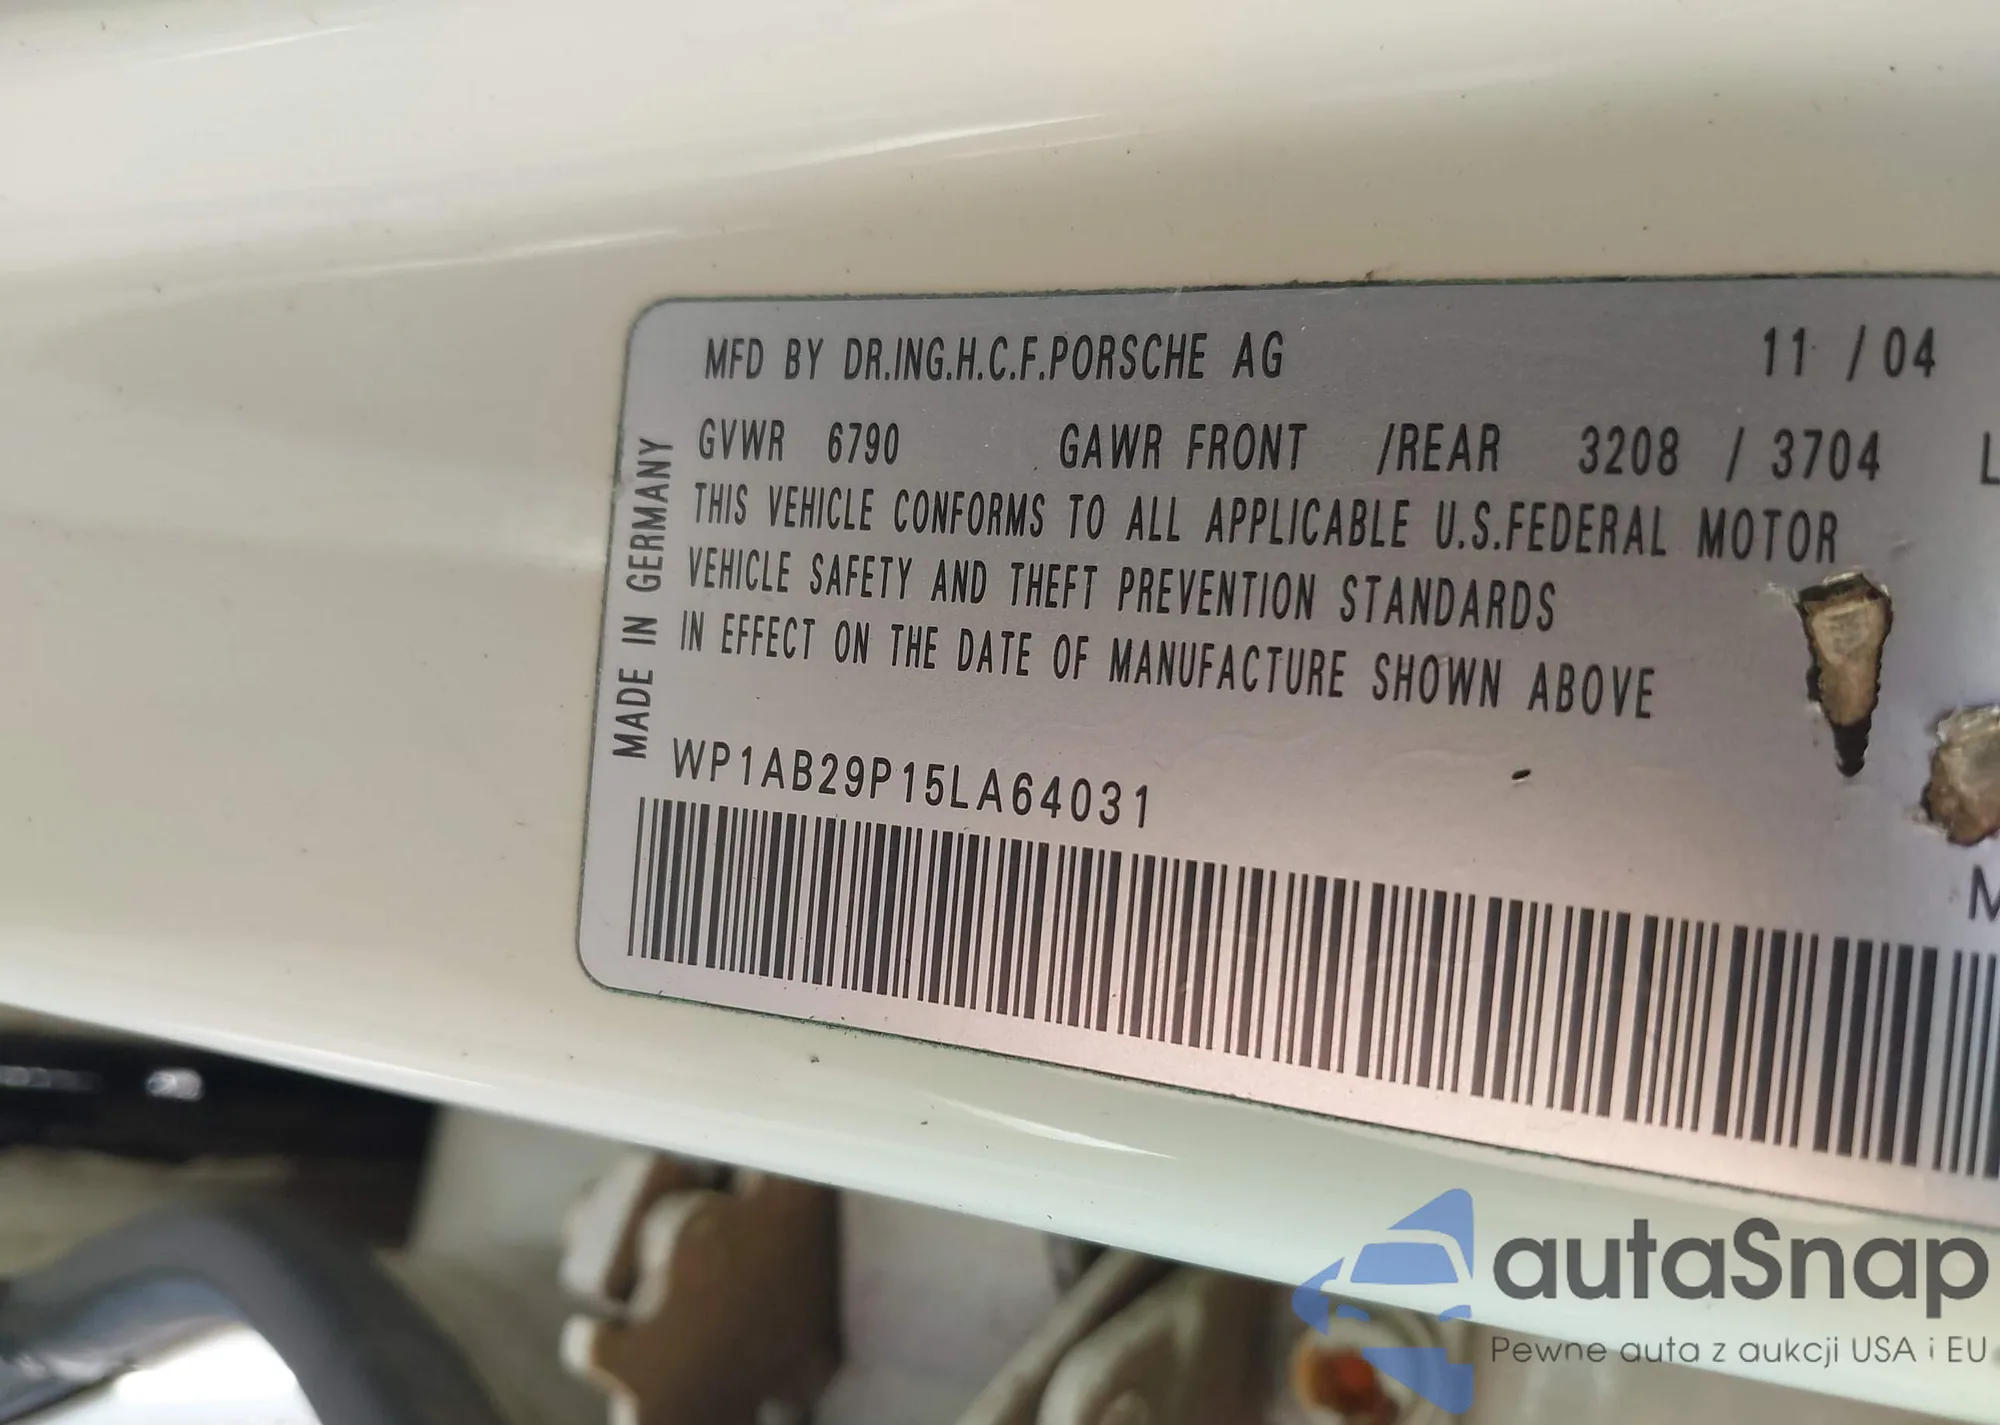 MFD BY DR.ING.H.C.F.PORSCHE AG 11 / 04
GVWR 6790 GAWR FRONT /REAR 3208 / 3704 L
THIS VEHICLE CONFORMS TO ALL APPLICABLE U.S.FEDERAL MOTOR
VEHICLE SAFETY AND THEFT PREVENTION STANDARDS
IN EFFECT ON THE DATE OF MANUFACTURE SHOWN ABOVE
MADE IN GERMANY
WP1AB29P15LA64031
M
autaSnap
Pewne auta z aukcji USA i EU